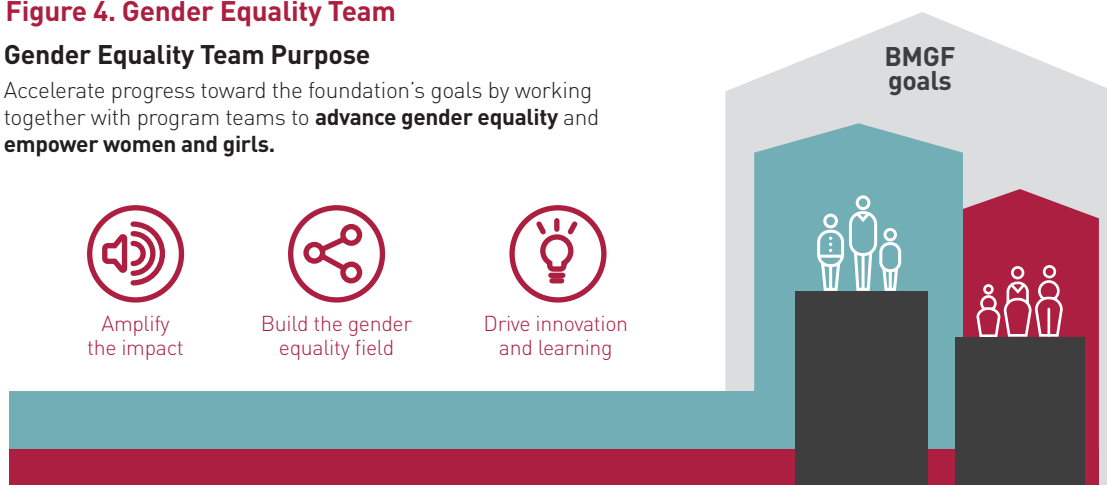 Figure 4. Gender Equality Team
Gender Equality Team Purpose
Accelerate progress toward the foundation's goals by working
together with program teams to advance gender equality and
empower women and girls.
BMGF
goals
Amplify
the impact
Build the gender
equality field
Drive innovation
and learning